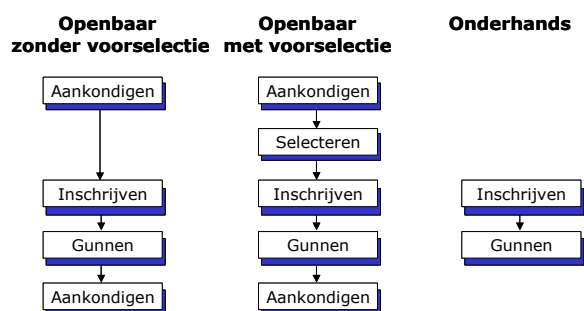 Openbaar
zonder voorselectie
Openbaar
met voorselectie
Onderhands
Aankondigen
Inschrijven
Gunnen
Aankondigen
Aankondigen
Selecteren
Inschrijven
Gunnen
Aankondigen
Inschrijven
Gunnen